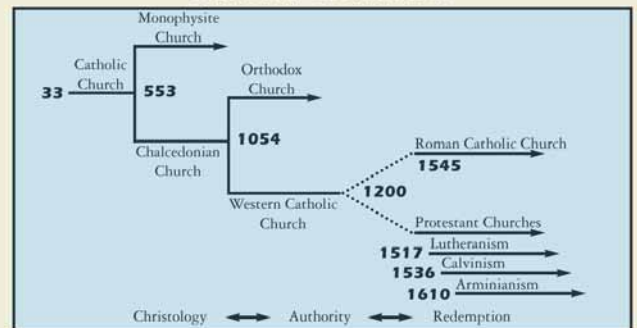 Monophysite
Church
Catholic
Church
33
553
Orthodox
Church
Chalcedonian
Church
1054
Roman Catholic Church
1545
1200
Western Catholic
Church
Protestant Churches
1517 Lutheranism
1536 Calvinism
1610 Arminianism
Christology Authority Redemption